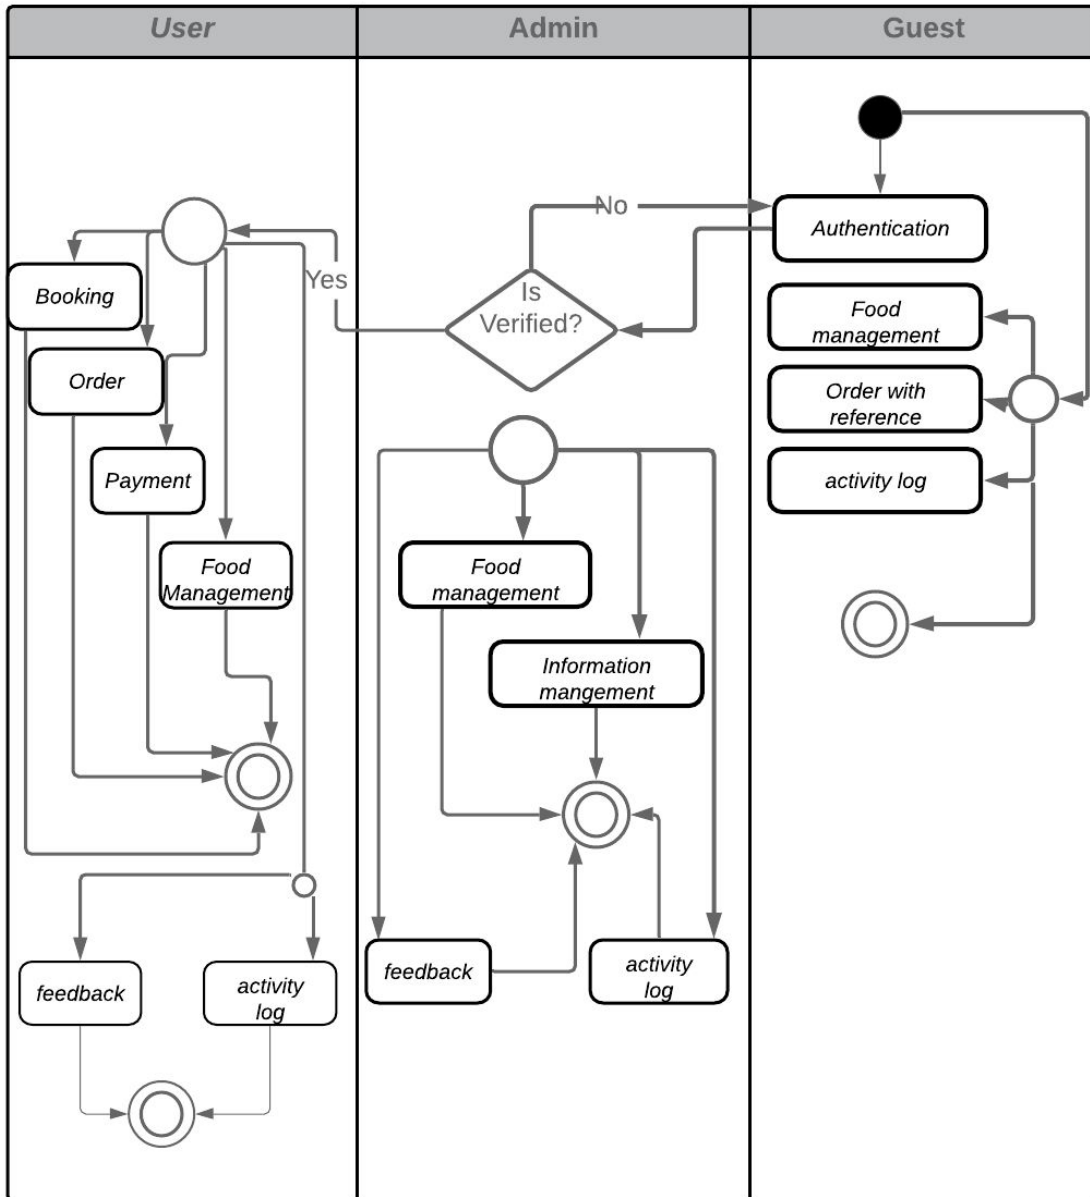 User
Admin
Guest
No
Authentication
Yes
Is
Verified?
Booking
Order
Payment
Food
Management
Food
management
Order with
reference
activity log
Food
management
Information
mangement
feedback
activity
log
feedback
activity
log